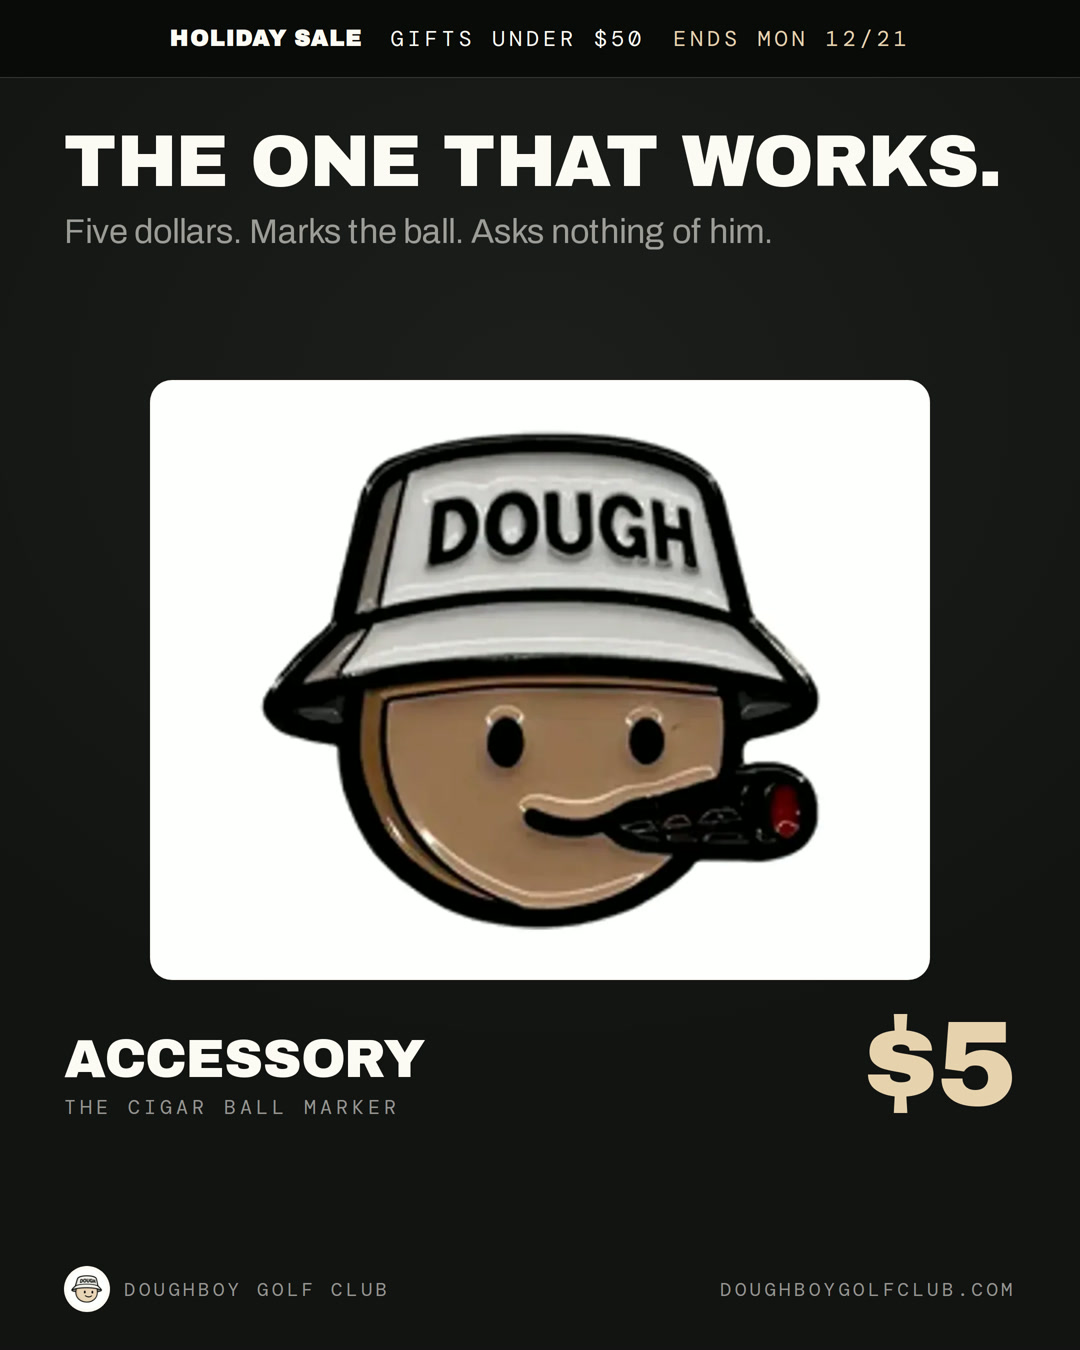 HOLIDAY SALE GIFTS UNDER $50 ENDS MON 12/21
THE ONE THAT WORKS.
Five dollars. Marks the ball. Asks nothing of him.
DOUGH
ACCESSORY
$5
THE CIGAR BALL MARKER
DOUGH
DOUGHBOY GOLF CLUB
DOUGHBOYGOLFCLUB.COM